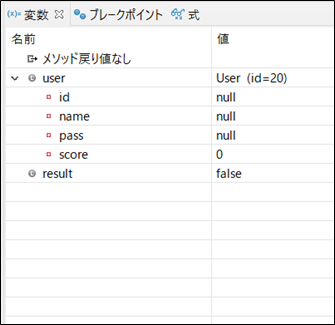 (x)= 変数 ブレークポイント 式
名前 値
メソッド戻り値なし
user User (id=20)
id null
name null
pass null
score 0
result false